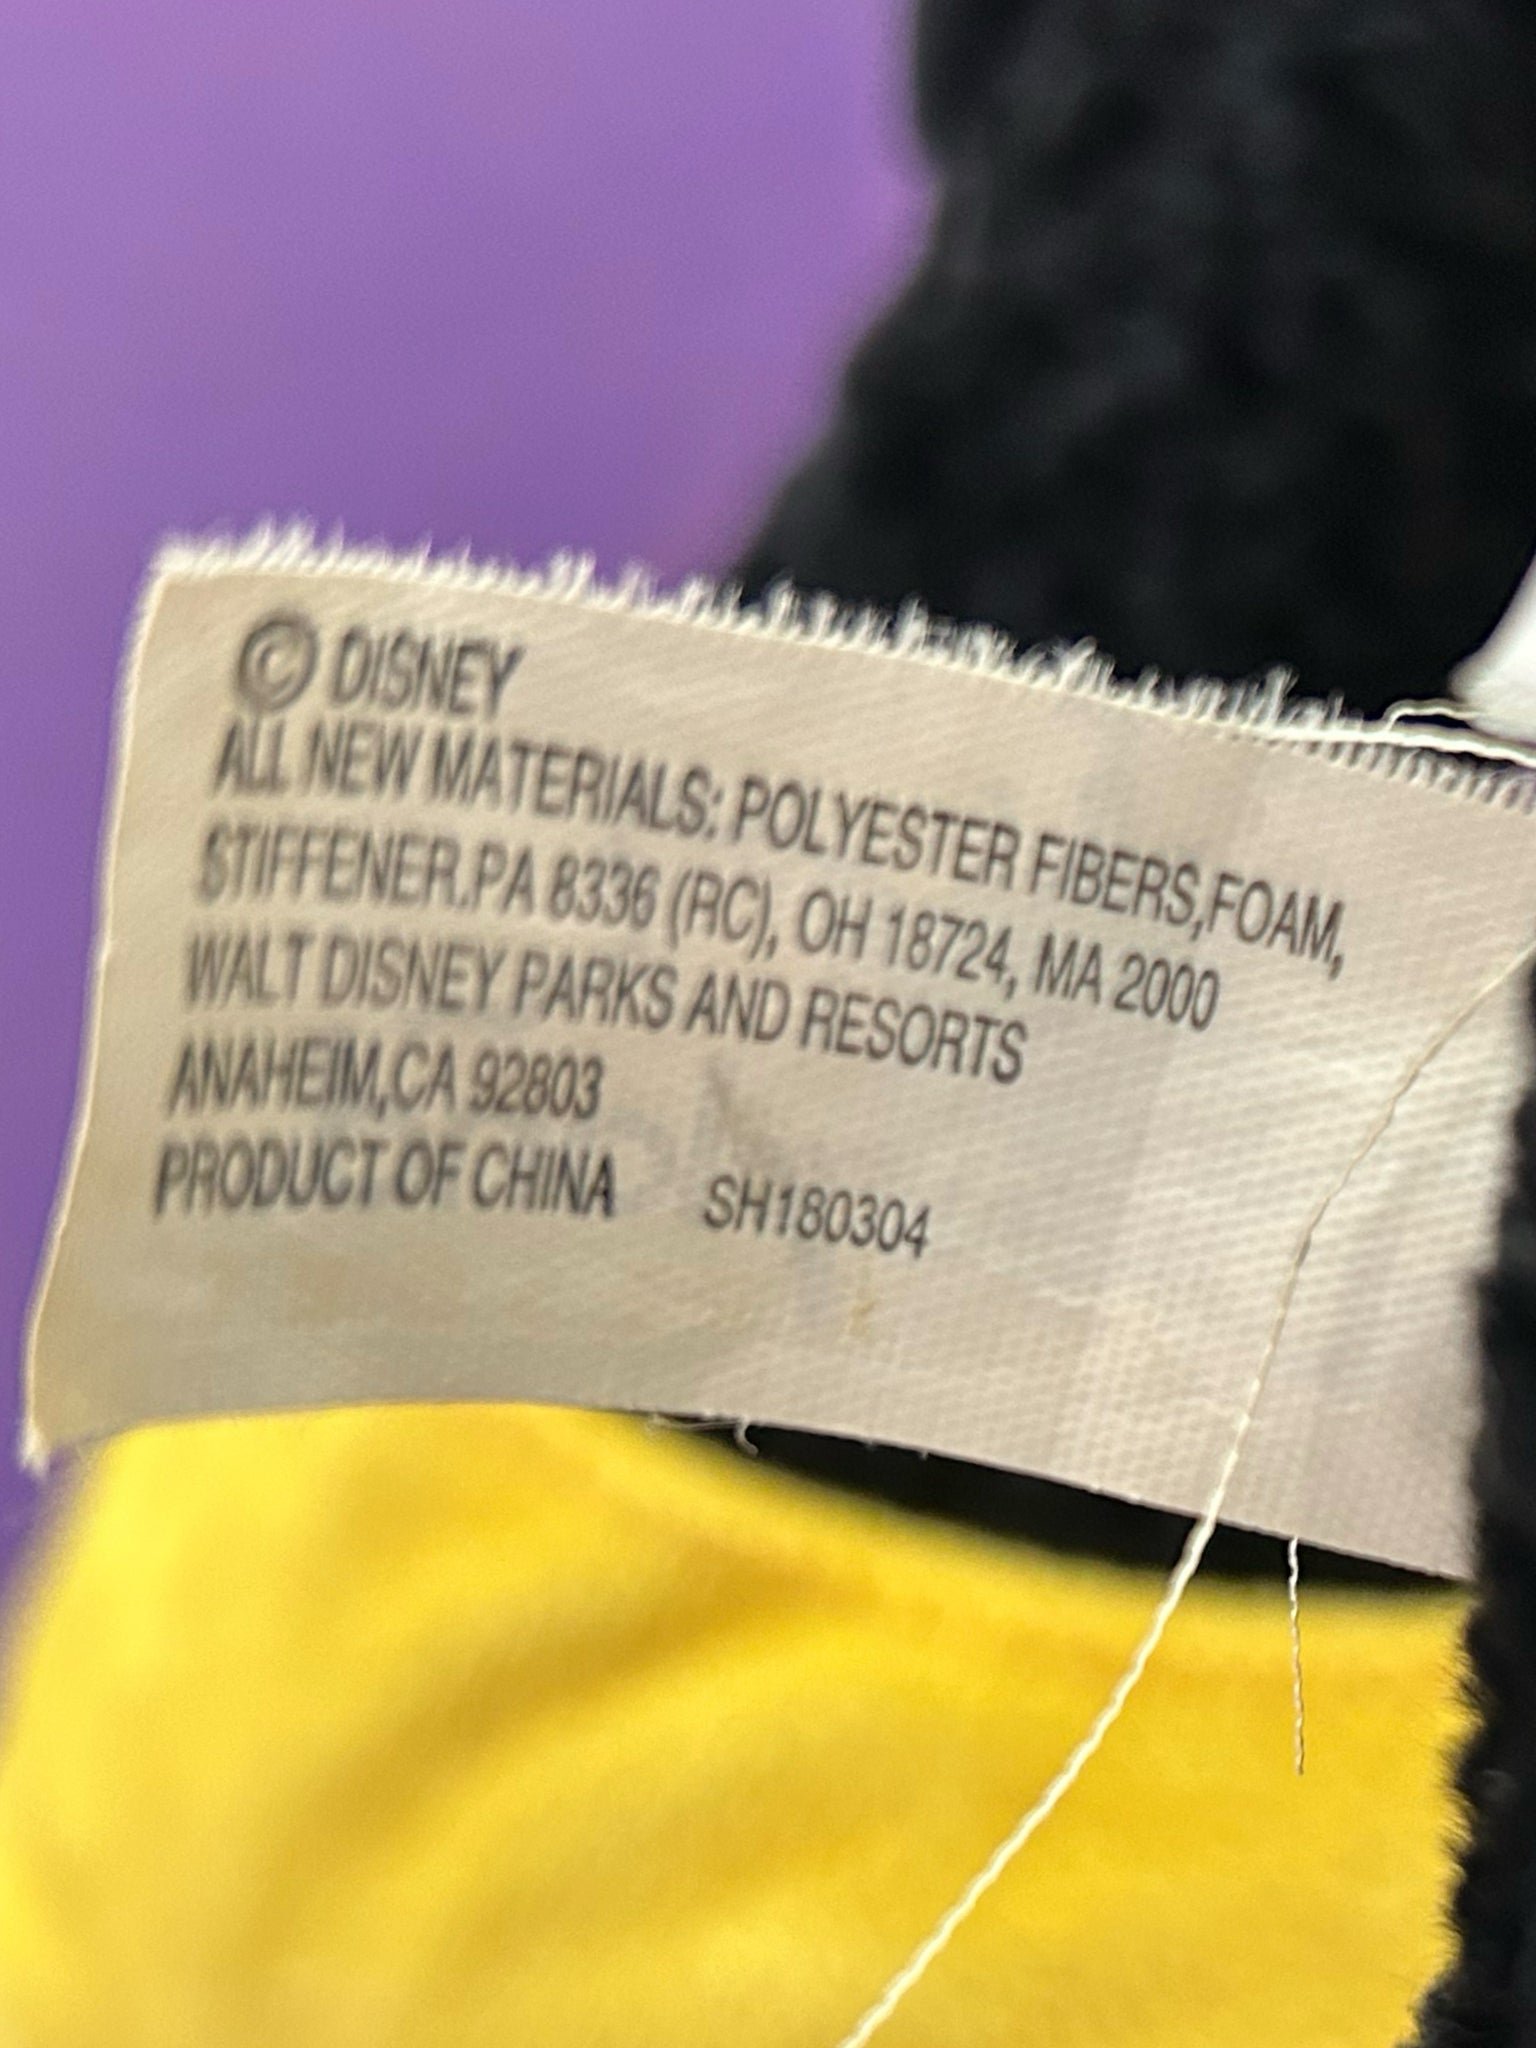 © DISNEY
ALL NEW MATERIALS: POLYESTER FIBERS,FOAM,
STIFFENER.PA 8336 (RC), OH 18724, MA 2000
WALT DISNEY PARKS AND RESORTS
ANAHEIM,CA 92803
PRODUCT OF CHINA SH180304